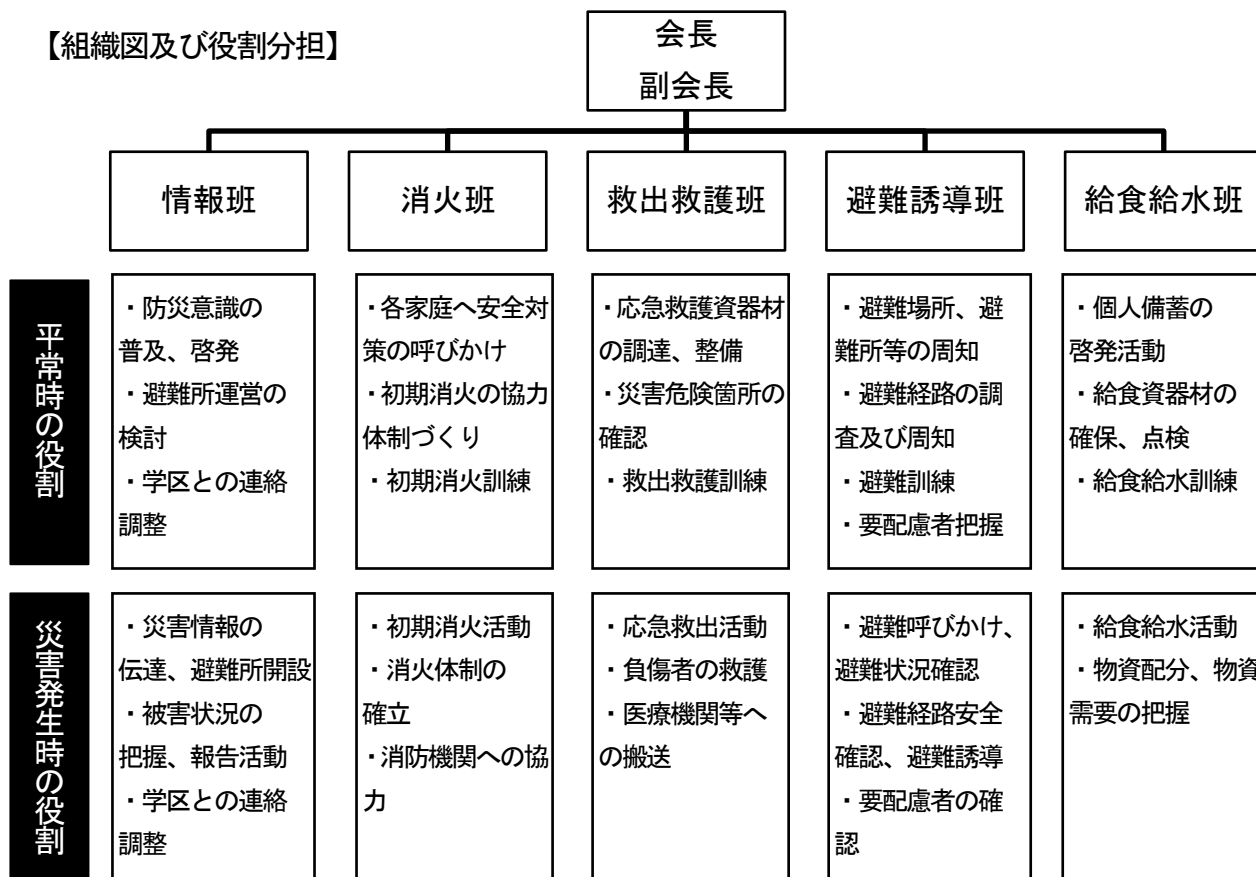 【組織図及び役割分担】
会長
副会長
情報班
消火班
救出救護班
避難誘導班
給食給水班
平常時の役割
・防災意識の
普及、啓発
・避難所運営の
検討
・学区との連絡
調整
・各家庭へ安全対
策の呼びかけ
・初期消火の協力
体制づくり
・初期消火訓練
・応急救護資器材
の調達、整備
・災害危険箇所の
確認
・救出救護訓練
・避難場所、避
難所等の周知
・避難経路の調
査及び周知
・避難訓練
・要配慮者把握
・個人備蓄の
啓発活動
・給食資器材の
確保、点検
・給食給水訓練
災害発生時の役割
・災害情報の
伝達、避難所開設
・被害状況の
把握、報告活動
・学区との連絡
調整
・初期消火活動
・消火体制の
確立
・消防機関への協
力
・応急救出活動
・負傷者の救護
・医療機関等へ
の搬送
・避難呼びかけ、
避難状況確認
・避難経路安全
確認、避難誘導
・要配慮者の確
認
・給食給水活動
・物資配分、物資
需要の把握